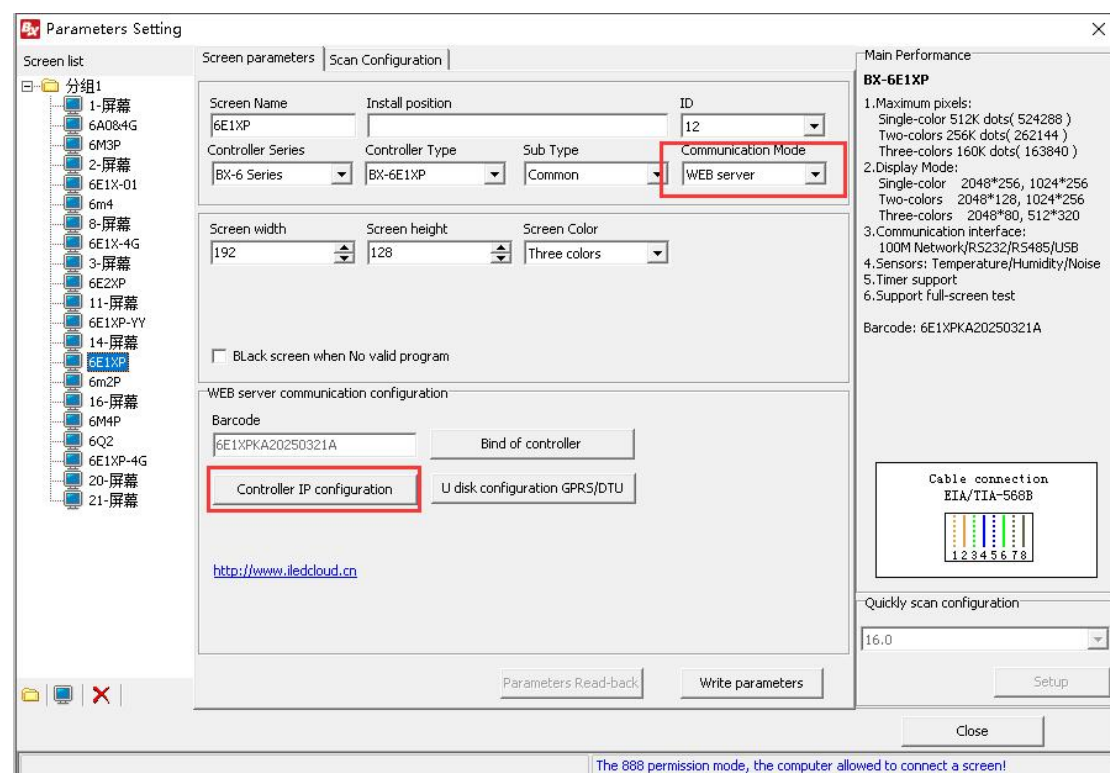 BX Parameters Setting
Screen list
分组1
1-屏幕
6A08&4G
6M3P
2-屏幕
6E1X-01
6m4
8-屏幕
6E1X-4G
3-屏幕
6E2XP
11-屏幕
6E1XP-YY
14-屏幕
6E1XP
6m2P
16-屏幕
6M4P
6Q2
6E1XP-4G
20-屏幕
21-屏幕
Screen parameters Scan Configuration
Screen Name Install position ID
6E1XP 12
Controller Series Controller Type Sub Type Communication Mode
BX-6 Series BX-6E1XP Common WEB server
Screen width Screen height Screen Color
192 128 Three colors
BLack screen when No valid program
WEB server communication configuration
Barcode
6E1XPKA20250321A Bind of controller
Controller IP configuration U disk configuration GPRS/DTU
http://www.iledcloud.cn
Parameters Read-back Write parameters
Main Performance
BX-6E1XP
1.Maximum pixels:
Single-color 512K dots( 524288 )
Two-colors 256K dots( 262144 )
Three-colors 160K dots( 163840 )
2.Display Mode:
Single-color 2048*256, 1024*256
Two-colors 2048*128, 1024*256
Three-colors 2048*80, 512*320
3.Communication interface:
100M Network/RS232/RS485/USB
4.Sensors: Temperature/Humidity/Noise
5.Timer support
6.Support full-screen test
Barcode: 6E1XPKA20250321A
Cable connection
EIA/TIA-568B
1 2 3 4 5 6 7 8
Quickly scan configuration
16.0
Setup
Close
The 888 permission mode, the computer allowed to connect a screen!